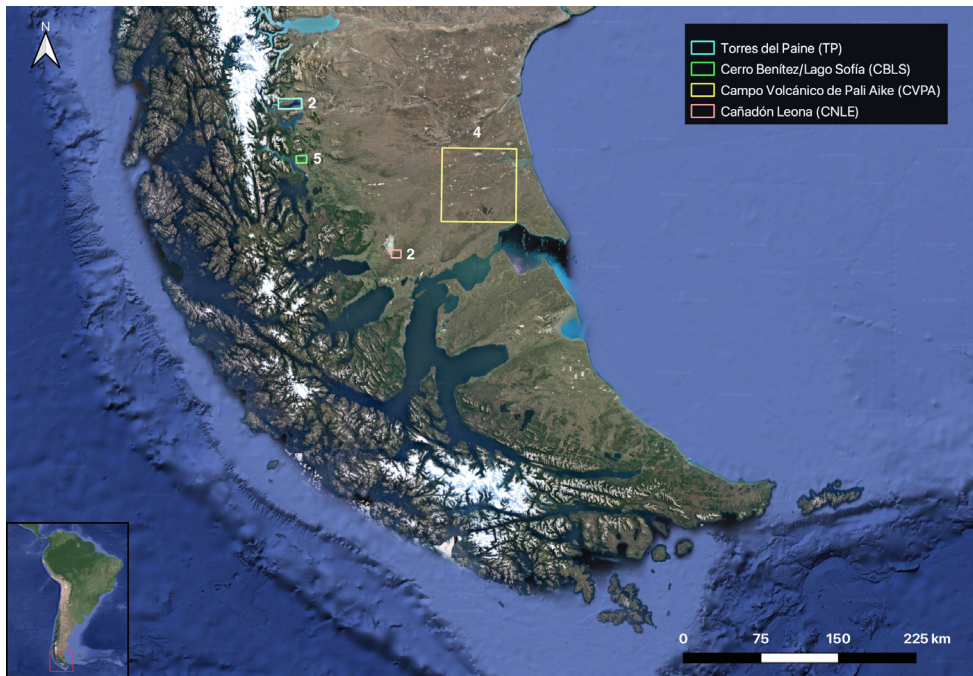 N
Torres del Paine (TP)
Cerro Benítez/Lago Sofía (CBLS)
Campo Volcánico de Pali Aike (CVPA)
Cañadón Leona (CNLE)
2
4
5
2
0 75 150 225 km